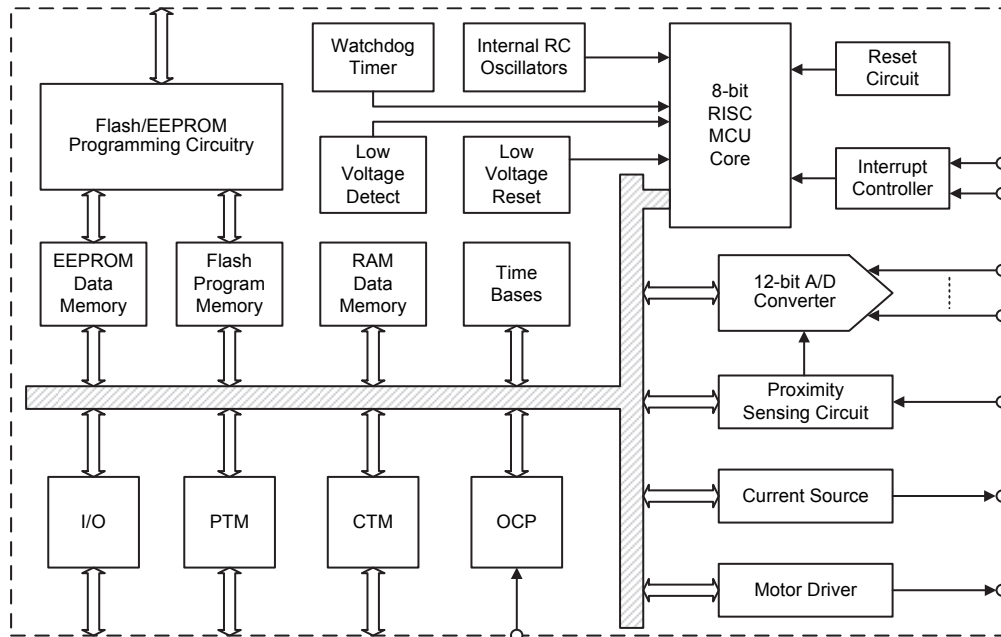 Watchdog
Timer
Internal RC
Oscillators
8-bit
RISC
MCU
Core
Reset
Circuit
Flash/EEPROM
Programming Circuitry
Low
Voltage
Detect
Low
Voltage
Reset
Interrupt
Controller
EEPROM
Data
Memory
Flash
Program
Memory
RAM
Data
Memory
Time
Bases
12-bit A/D
Converter
Proximity
Sensing Circuit
I/O
PTM
CTM
OCP
Current Source
Motor Driver